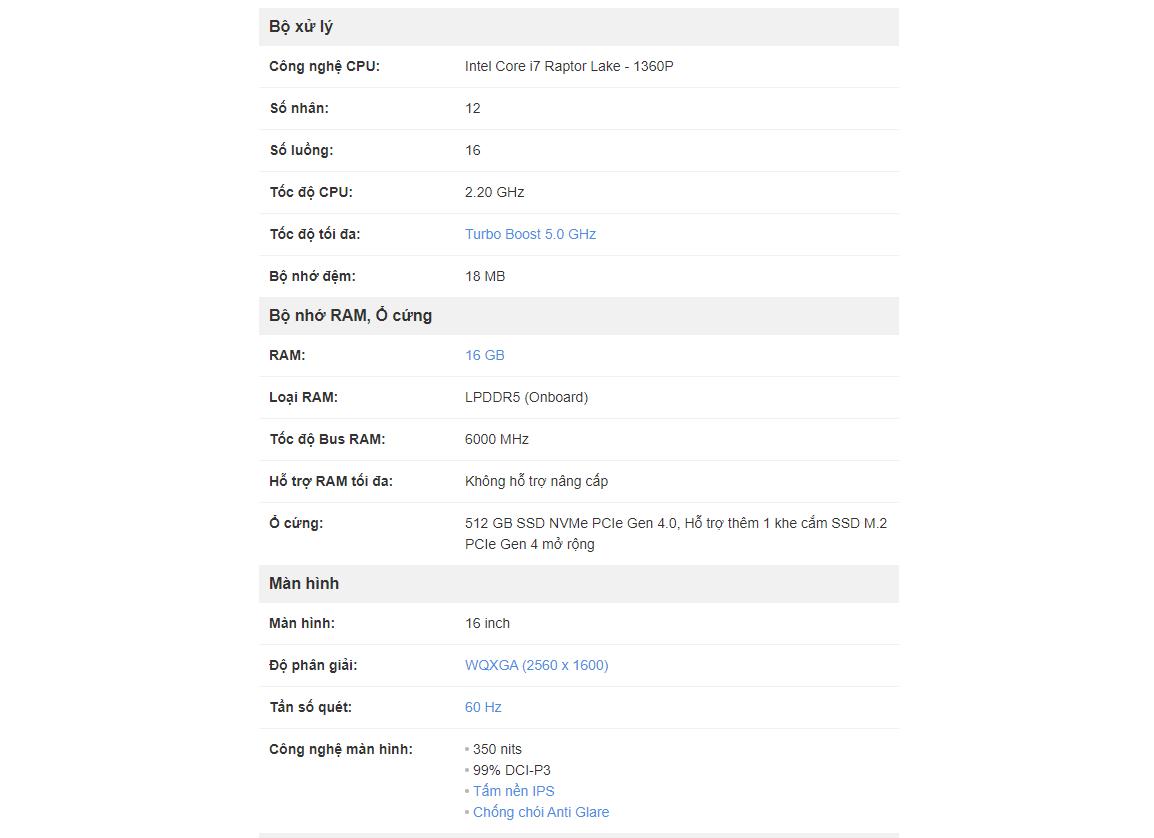 Bộ xử lý
Công nghệ CPU: Intel Core i7 Raptor Lake - 1360P
Số nhân: 12
Số luồng: 16
Tốc độ CPU: 2.20 GHz
Tốc độ tối đa: Turbo Boost 5.0 GHz
Bộ nhớ đệm: 18 MB
Bộ nhớ RAM, Ổ cứng
RAM: 16 GB
Loại RAM: LPDDR5 (Onboard)
Tốc độ Bus RAM: 6000 MHz
Hỗ trợ RAM tối đa: Không hỗ trợ nâng cấp
Ổ cứng: 512 GB SSD NVMe PCIe Gen 4.0, Hỗ trợ thêm 1 khe cắm SSD M.2
PCIe Gen 4 mở rộng
Màn hình
Màn hình: 16 inch
Độ phân giải: WQXGA (2560 x 1600)
Tần số quét: 60 Hz
Công nghệ màn hình: • 350 nits
• 99% DCI-P3
• Tấm nền IPS
• Chống chói Anti Glare